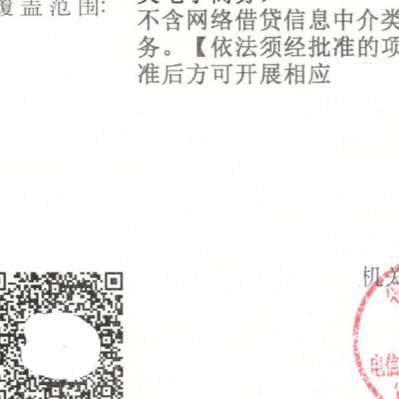 覆盖范围:
不含网络借贷信息中介类
务。【依法须经批准的项
准后方可开展相应
机关
电信